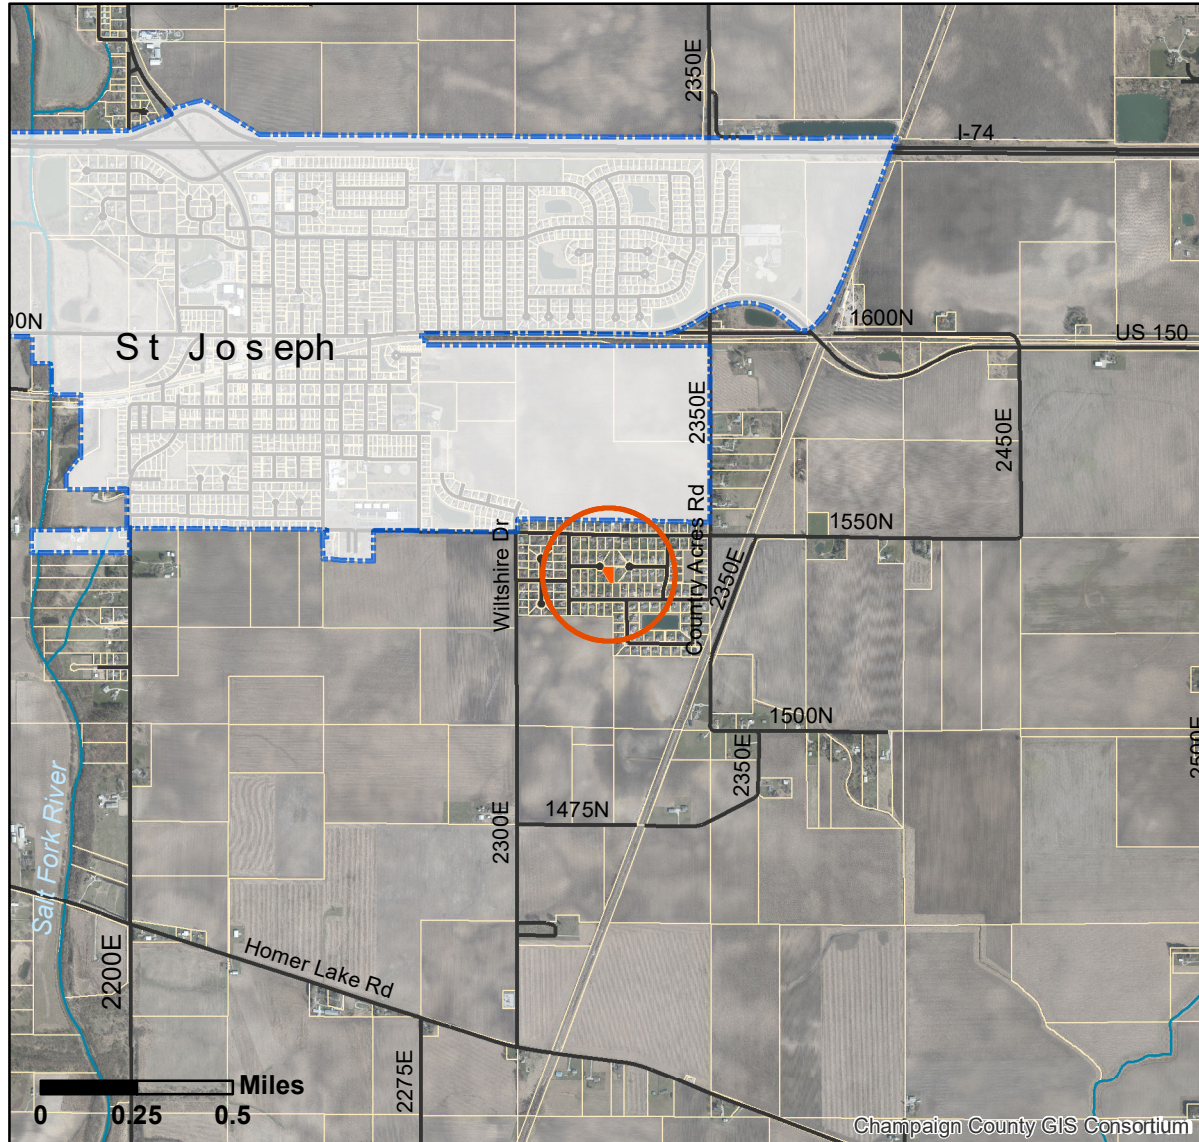 2350E
I-74
00N
1600N
US 150
St Joseph
2350E
2450E
Country Acres Rd
1550N
Wiltshire Dr
2350E
1500N
2350E
2500E
1475N
2300E
Salt Fork River
2200E
Homer Lake Rd
2275E
Miles
0 0.25 0.5
Champaign County GIS Consortium